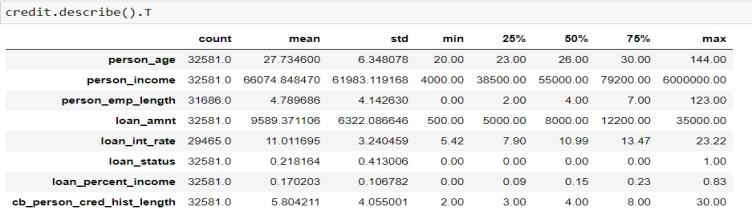 credit.describe().T
count mean std min 25% 50% 75% max
person_age 32581.0 27.734600 6.348078 20.00 23.00 26.00 30.00 144.00
person_income 32581.0 66074.848470 61983.119168 4000.00 38500.00 55000.00 79200.00 6000000.00
person_emp_length 31686.0 4.789686 4.142630 0.00 2.00 4.00 7.00 123.00
loan_amnt 32581.0 9589.371106 6322.086646 500.00 5000.00 8000.00 12200.00 35000.00
loan_int_rate 29465.0 11.011695 3.240459 5.42 7.90 10.99 13.47 23.22
loan_status 32581.0 0.218164 0.413006 0.00 0.00 0.00 0.00 1.00
loan_percent_income 32581.0 0.170203 0.106782 0.00 0.09 0.15 0.23 0.83
cb_person_cred_hist_length 32581.0 5.804211 4.055001 2.00 3.00 4.00 8.00 30.00